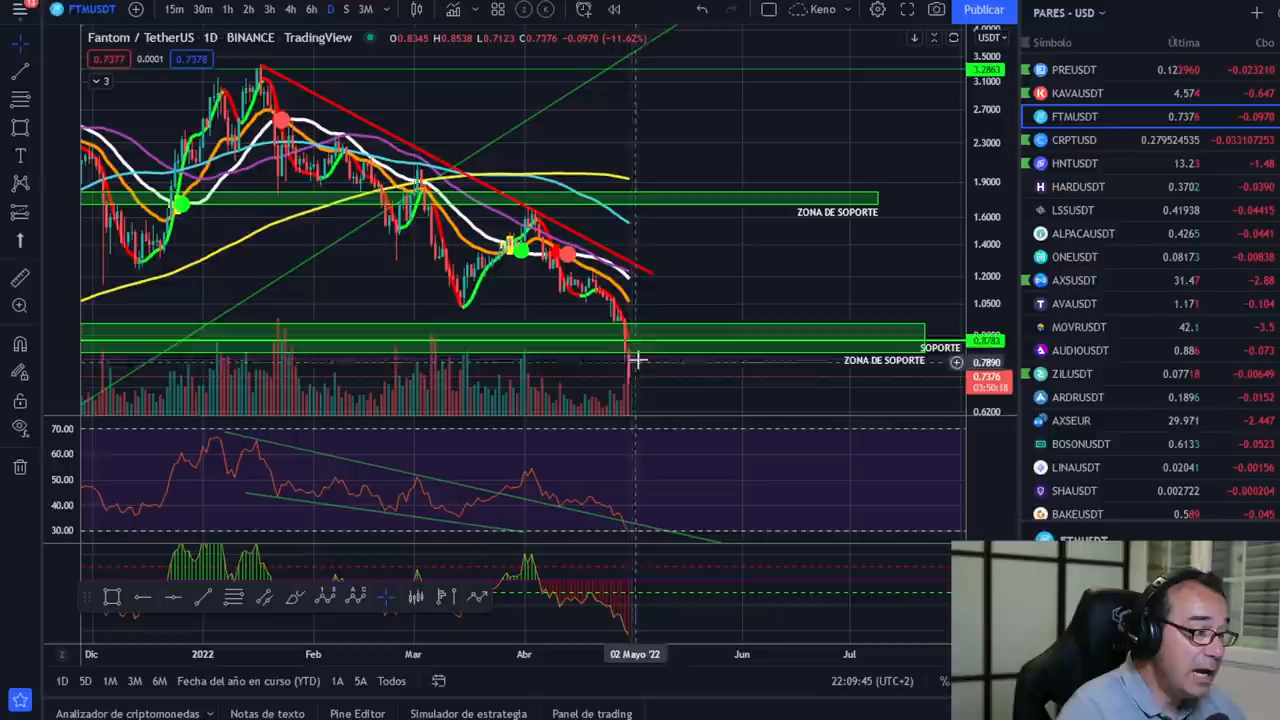 13
FTMUSDT
15m 30m 1h 2h 3h 4h 6h D S 3M
Keno
Publicar
Fantom / TetherUS 1D BINANCE TradingView
O0.8345 H0.8538 L0.7123 C0.7376 -0.0970 (-11.62%)
USDT
0.7377 0.0001 0.7378
3
3.5000
3.2863
3.1000
2.7000
2.3000
1.9000
1.6000
1.4000
1.2000
1.0500
0.8783
0.7890
0.7376
03:50:18
0.6200
ZONA DE SOPORTE
SOPORTE
ZONA DE SOPORTE
70.00
60.00
50.00
40.00
30.00
Dic 2022 Feb Mar Abr 02 Mayo '22 Jun Jul
1D 5D 1M 3M 6M Fecha del año en curso (YTD) 1A 5A Todos
22:09:45 (UTC+2) %
Analizador de criptomonedas Notas de texto Pine Editor Simulador de estrategia Panel de trading
PARES - USD
Símbolo Última Cbo
PREUSDT 0.122960 -0.023210
KAVAUSDT 4.574 -0.647
FTMUSDT 0.7376 -0.0970
CRPTUSDT 0.279524535 -0.033107253
HNTUSDT 13.23 -1.48
HARDUSDT 0.3702 -0.0390
LSSUSDT 0.41938 -0.04415
ALPACAUSDT 0.4265 -0.0441
ONEUSDT 0.08173 -0.00838
AXSUSDT 31.47 -2.88
AVAUSDT 1.171 -0.104
MOVRUSDT 42.1 -3.5
AUDIOUSDT 0.886 -0.073
ZILUSDT 0.07718 -0.00649
ARDRUSDT 0.1896 -0.0152
AXSEUR 29.971 -2.447
BOSONUSDT 0.6133 -0.0523
LINAUSDT 0.02041 -0.00156
SHAUSDT 0.002722 -0.000204
BAKEUSDT 0.589 -0.045